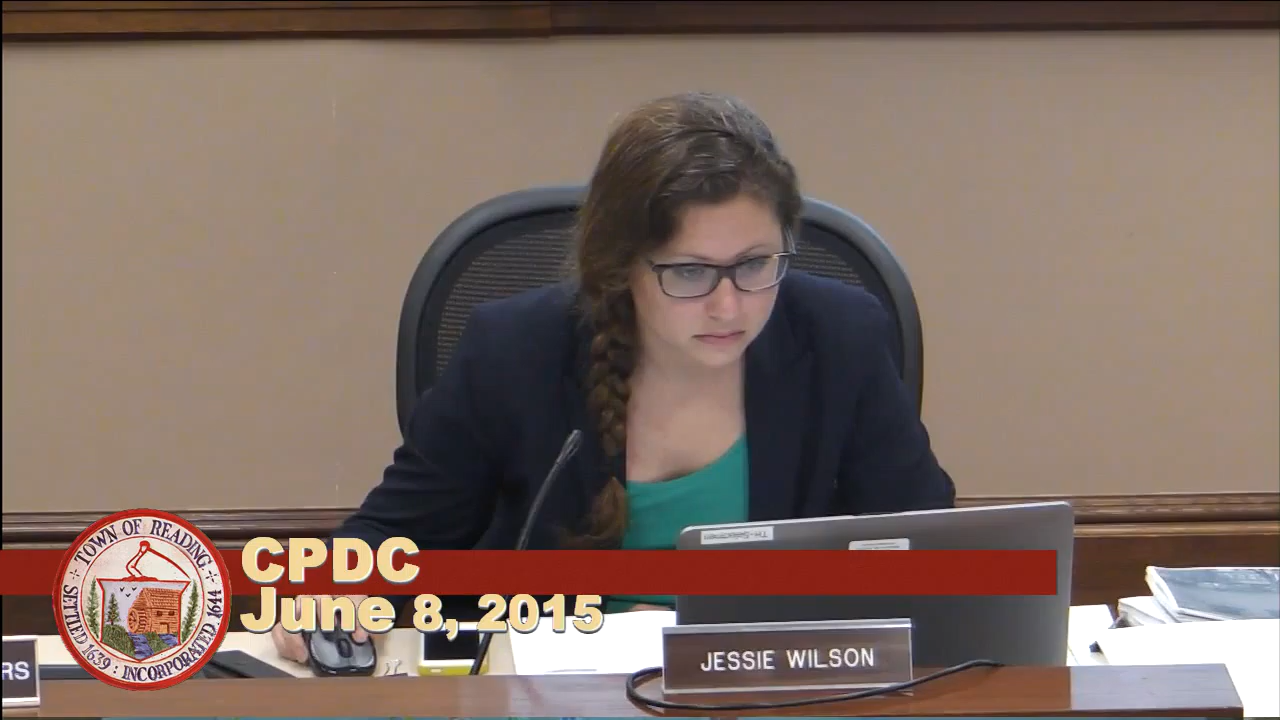 CPDC
June 8, 2015
TOWN OF READING
SETTLED 1639 : INCORPORATED 1644
JESSIE WILSON
RS